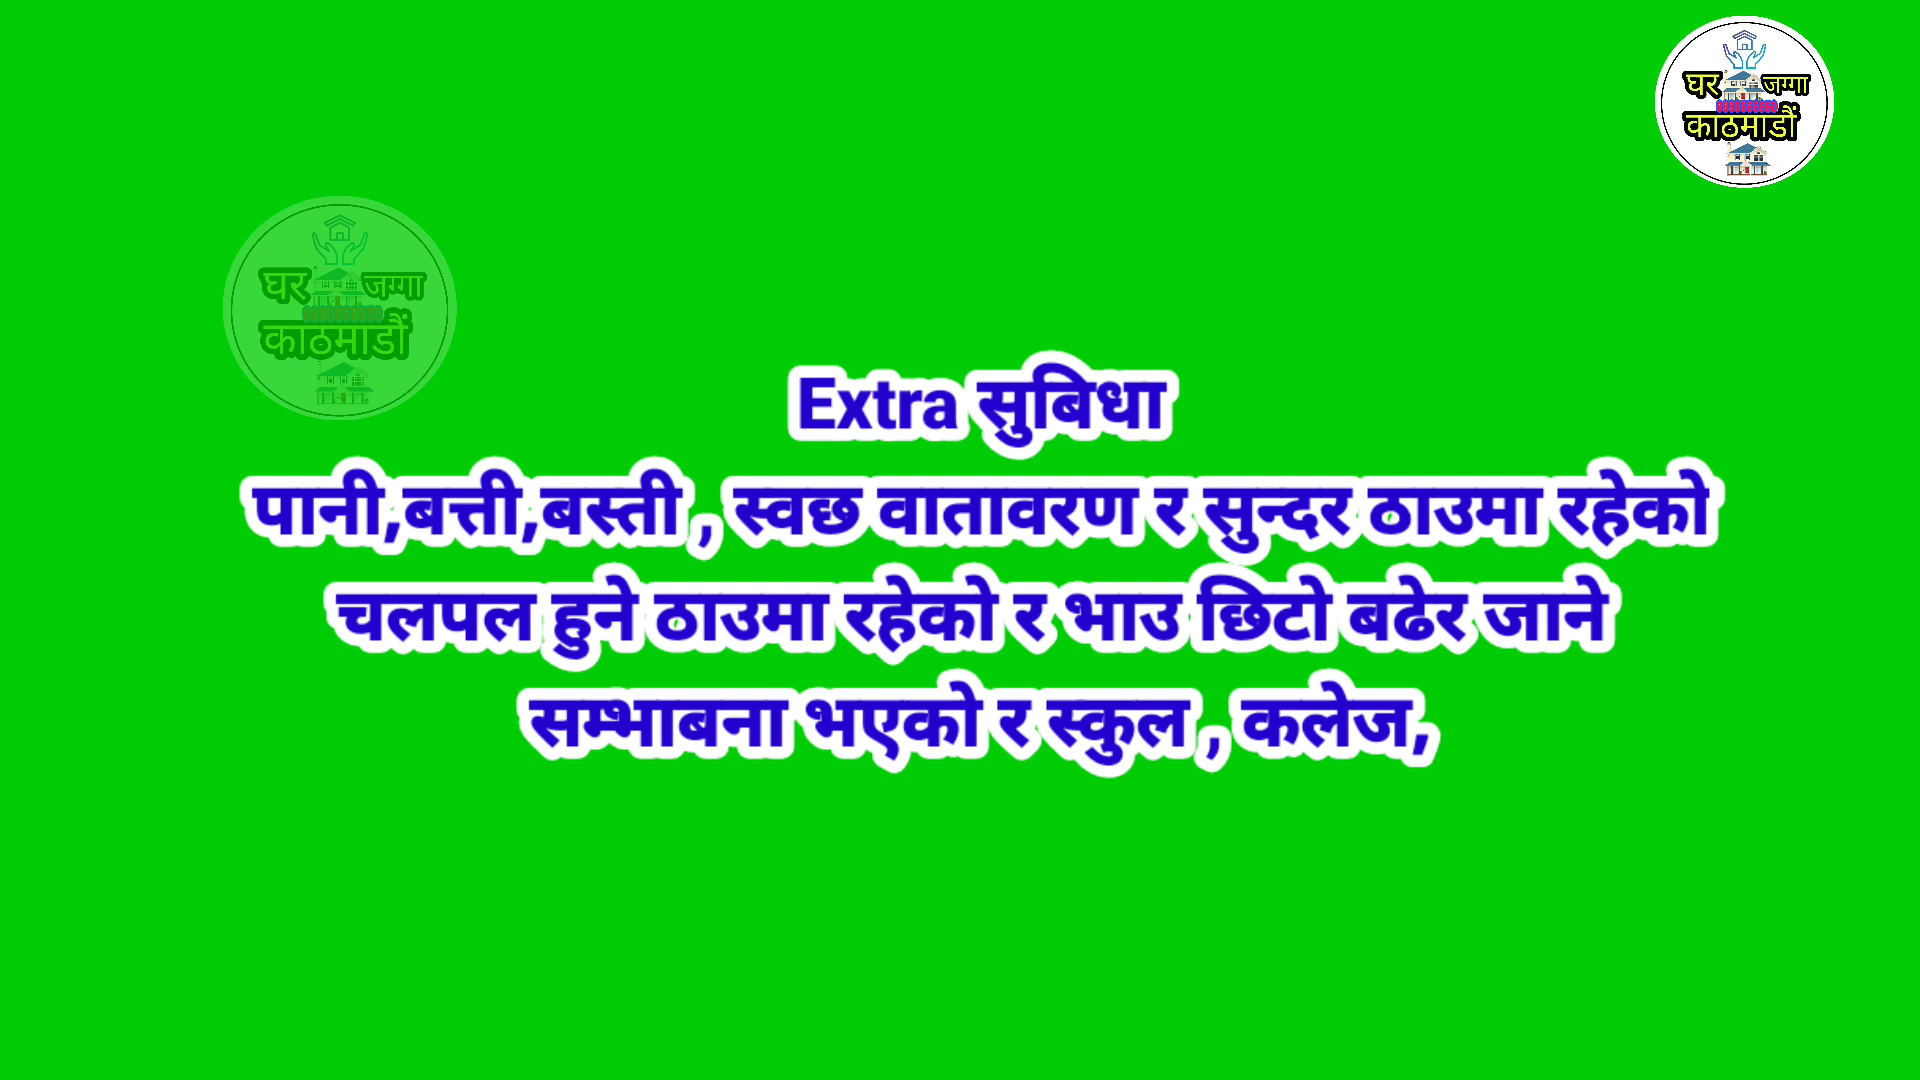 घर जग्गा
काठमाडौं
घर जग्गा
काठमाडौं
Extra सुबिधा
पानी,बत्ती,बस्ती , स्वछ वातावरण र सुन्दर ठाउमा रहेको
चलपल हुने ठाउमा रहेको र भाउ छिटो बढेर जाने
सम्भाबना भएको र स्कुल , कलेज,